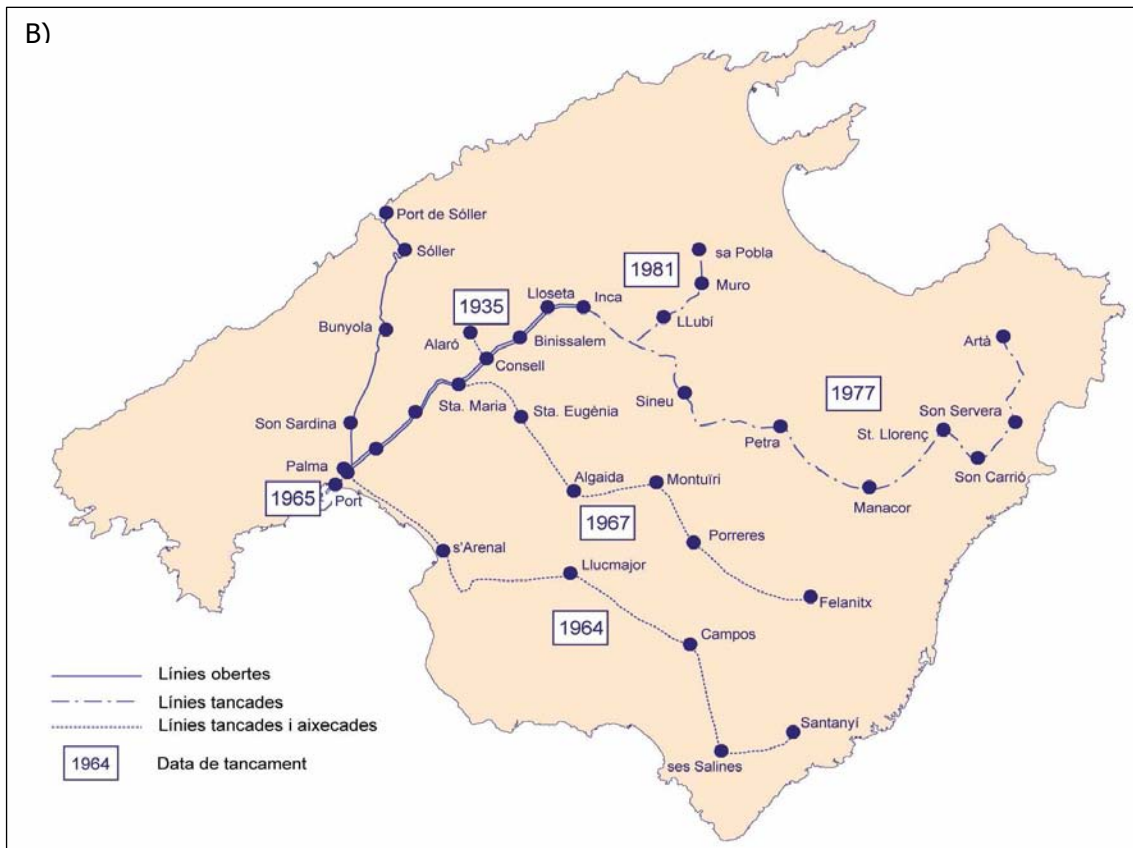 B)
Port de Sóller
Sóller
sa Pobla
1981
Muro
Lloseta
Inca
1935
LLubí
Bunyola
Alaró
Binissalem
Artà
Consell
Sta. Maria
Sineu
1977
Sta. Eugénia
Son Servera
Son Sardina
Petra
St. Llorenç
Palma
Son Carrió
Algaida
Montuïri
1965
Port
Manacor
1967
Porreres
s'Arenal
Llucmajor
Felanitx
1964
Campos
Línies obertes
Línies tancades
Línies tancades i aixecades
Santanyí
1964
Data de tancament
ses Salines